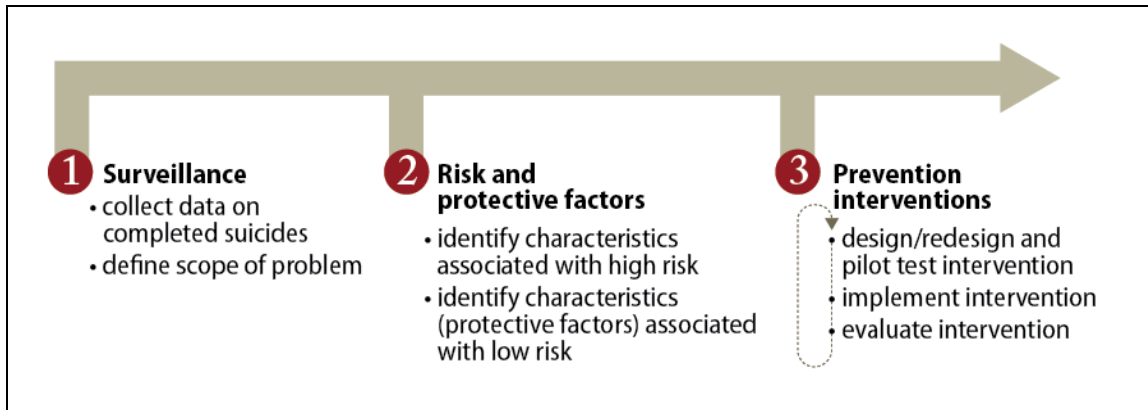 1 Surveillance
• collect data on
completed suicides
• define scope of problem
2 Risk and
protective factors
• identify characteristics
associated with high risk
• identify characteristics
(protective factors) associated
with low risk
3 Prevention
interventions
• design/redesign and
pilot test intervention
• implement intervention
• evaluate intervention